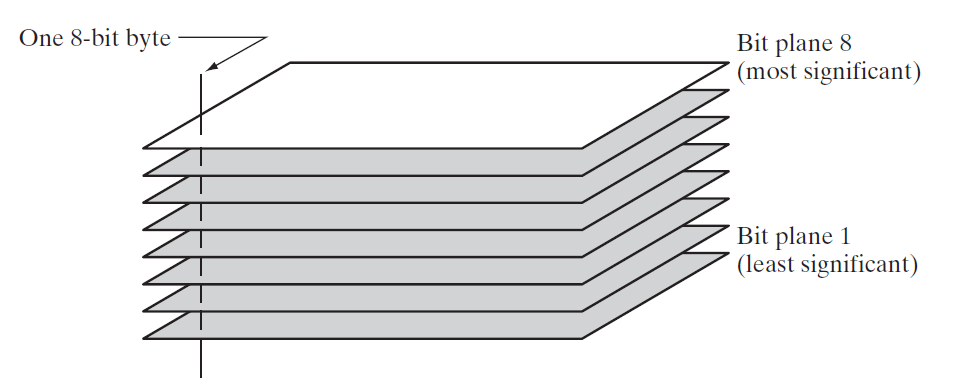 One 8-bit byte
Bit plane 8
(most significant)
Bit plane 1
(least significant)